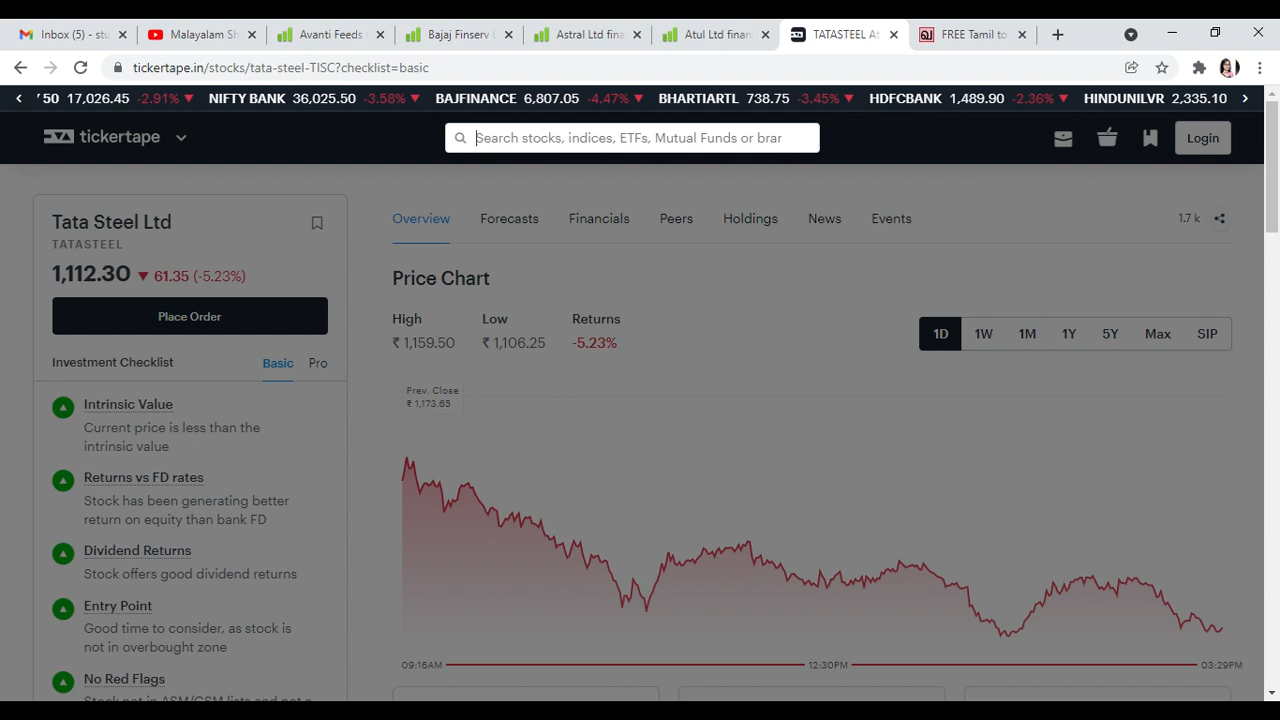 Inbox (5) - stu
Malayalam Sh
Avanti Feeds
Bajaj Finserv
Astral Ltd fina
Atul Ltd finan
TATASTEEL At
FREE Tamil to
tickertape.in/stocks/tata-steel-TISC?checklist=basic
50 17,026.45 -2.91% NIFTY BANK 36,025.50 -3.58% BAJFINANCE 6,807.05 -4.47% BHARTIARTL 738.75 -3.45% HDFCBANK 1,489.90 -2.36% HINDUNILVR 2,335.10
tickertape
Search stocks, indices, ETFs, Mutual Funds or brar
Login
Tata Steel Ltd
TATASTEEL
1,112.30 61.35 (-5.23%)
Place Order
Investment Checklist Basic Pro
Intrinsic Value
Current price is less than the
intrinsic value
Returns vs FD rates
Stock has been generating better
return on equity than bank FD
Dividend Returns
Stock offers good dividend returns
Entry Point
Good time to consider, as stock is
not in overbought zone
No Red Flags
Stock not in ASM/GSM lists and not a
Overview Forecasts Financials Peers Holdings News Events 1.7 k
Price Chart
High Low Returns
₹ 1,159.50 ₹ 1,106.25 -5.23%
1D 1W 1M 1Y 5Y Max SIP
Prev. Close
₹ 1,173.65
09:16AM 12:30PM 03:29PM